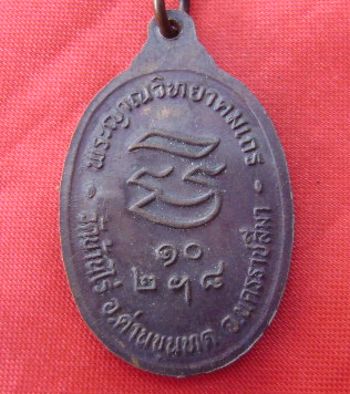 พระญาณวิทยาคมเถร
๑๐
๒ ๕ ๔
วัดบ้านไร่ อ.ด่านขุนทด จ.นครราชสีมา